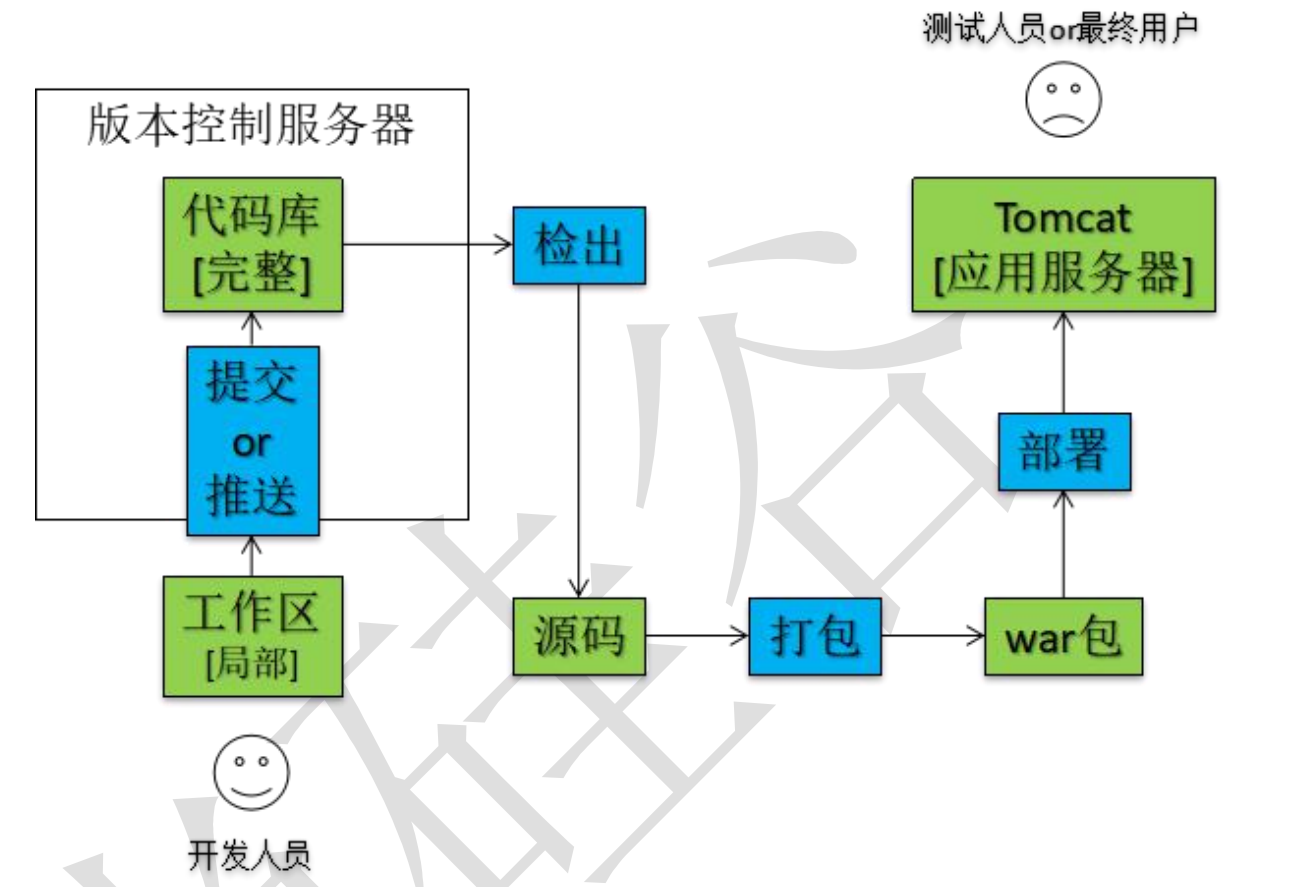 测试人员or最终用户
版本控制服务器
代码库
[完整]
检出
Tomcat
[应用服务器]
提交
or
推送
部署
工作区
[局部]
源码
打包
war包
开发人员
硅谷